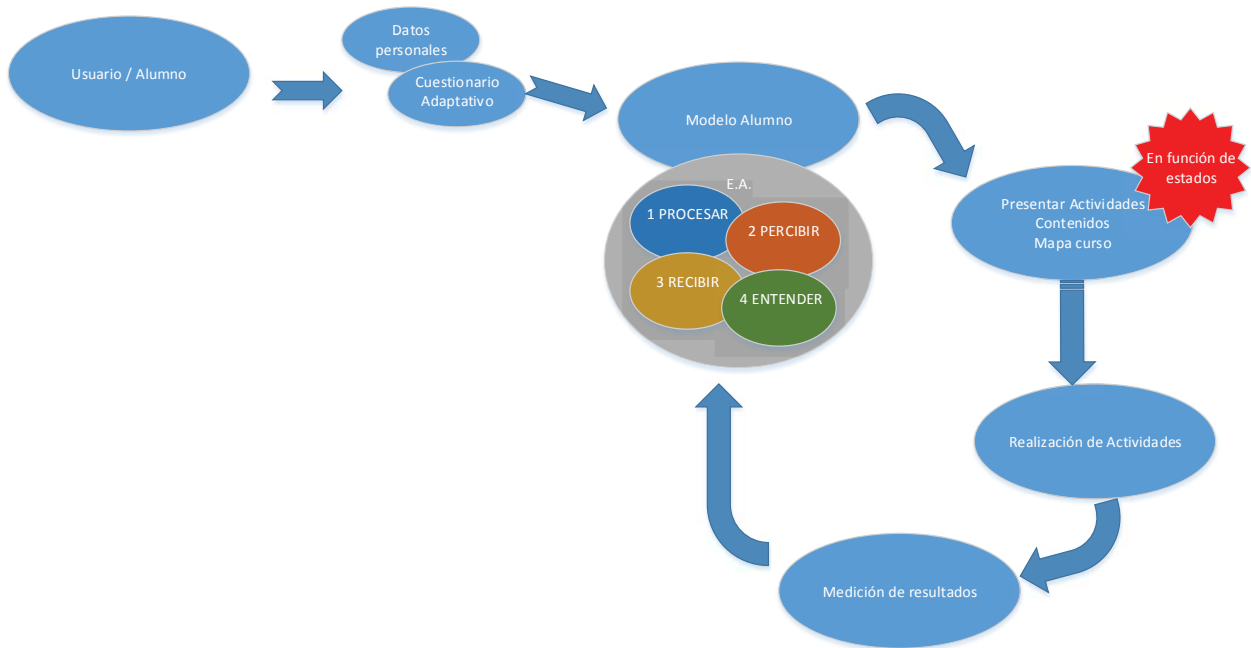 Usuario / Alumno
Datos
personales
Cuestionario
Adaptativo
Modelo Alumno
E.A.
1 PROCESAR
2 PERCIBIR
3 RECIBIR
4 ENTENDER
En función de
estados
Presentar Actividades
Contenidos
Mapa curso
Realización de Actividades
Medición de resultados